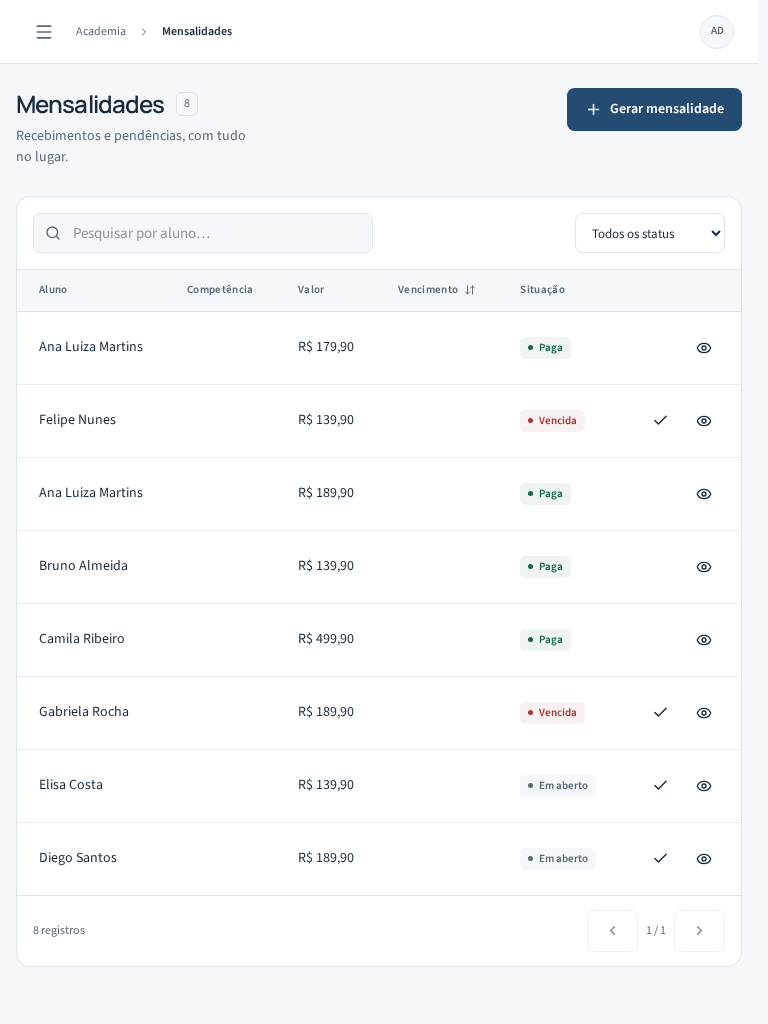 Academia > Mensalidades
AD
Mensalidades 8
Recebimentos e pendências, com tudo
no lugar.
+ Gerar mensalidade
Pesquisar por aluno…
Todos os status
Aluno Competência Valor Vencimento Situação
Ana Luiza Martins R$ 179,90 Paga
Felipe Nunes R$ 139,90 Vencida
Ana Luiza Martins R$ 189,90 Paga
Bruno Almeida R$ 139,90 Paga
Camila Ribeiro R$ 499,90 Paga
Gabriela Rocha R$ 189,90 Vencida
Elisa Costa R$ 139,90 Em aberto
Diego Santos R$ 189,90 Em aberto
8 registros
1 / 1